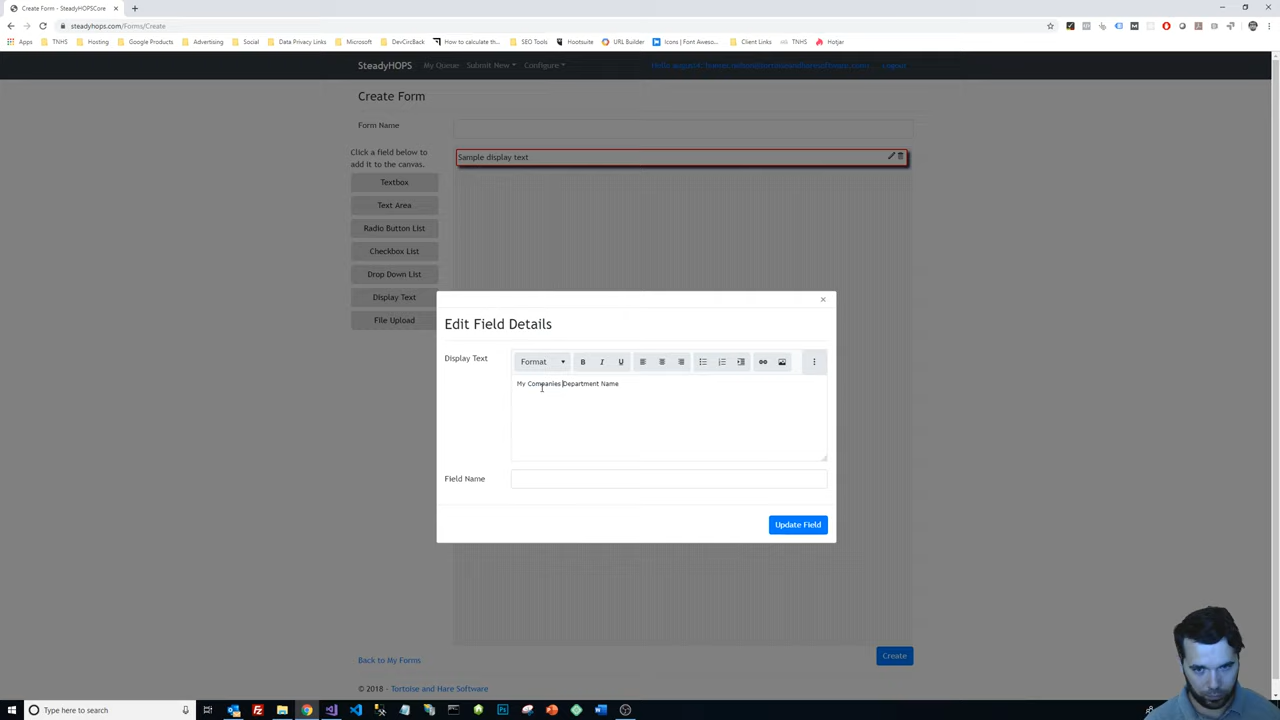 Create Form - SteadyHOPSCore
steadyhops.com/Forms/Create
Apps TNHS Hosting Google Products Advertising Social Data Privacy Links Microsoft DevCircBack How to calculate th... SEO Tools Hootsuite URL Builder Icons | Font Aweso... Client Links TNHS Hotjar
SteadyHOPS My Queue Submit New Configure Logout
Create Form
Form Name
Click a field below to
add it to the canvas.
Sample display text
Textbox
Text Area
Radio Button List
Checkbox List
Drop Down List
Display Text
File Upload
Edit Field Details
Display Text
Format B I U
My Companies Department Name
Field Name
Update Field
Create
Back to My Forms
© 2018 - Tortoise and Hare Software
Type here to search